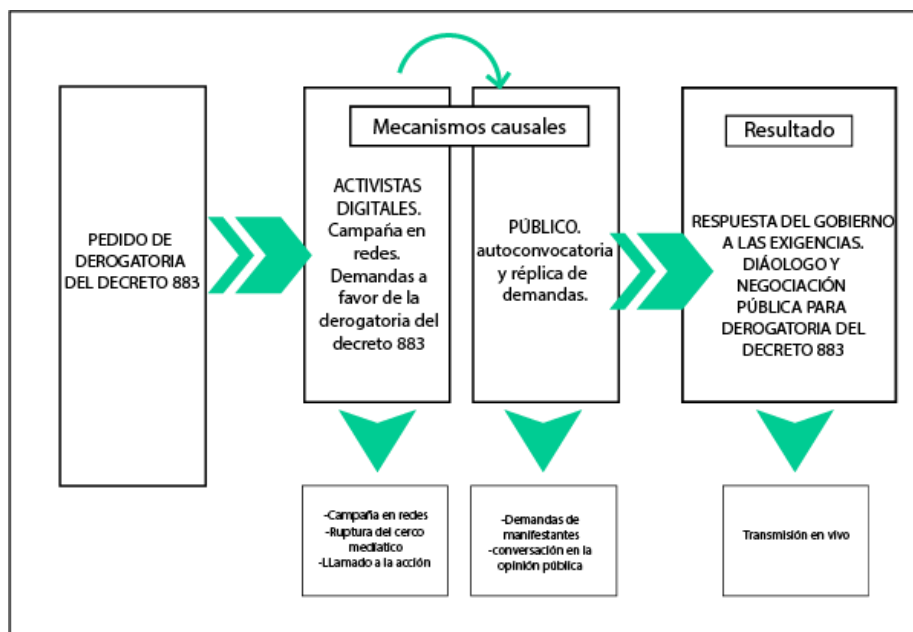 PEDIDO DE
DEROGATORIA
DEL DECRETO 883
Mecanismos causales
ACTIVISTAS
DIGITALES.
Campaña en
redes.
Demandas a
favor de la
derogatoria del
decreto 883
PÚBLICO.
autoconvocatoria
y réplica de
demandas.
Resultado
RESPUESTA DEL GOBIERNO
A LAS EXIGENCIAS.
DIÁOLOGO Y
NEGOCIACIÓN
PÚBLICA PARA
DEROGATORIA DEL
DECRETO 883
-Campaña en redes
-Ruptura del cerco
mediatico
-LLamado a la acción
-Demandas de
manifestantes
-conversación en la
opinión pública
Transmisión en vivo